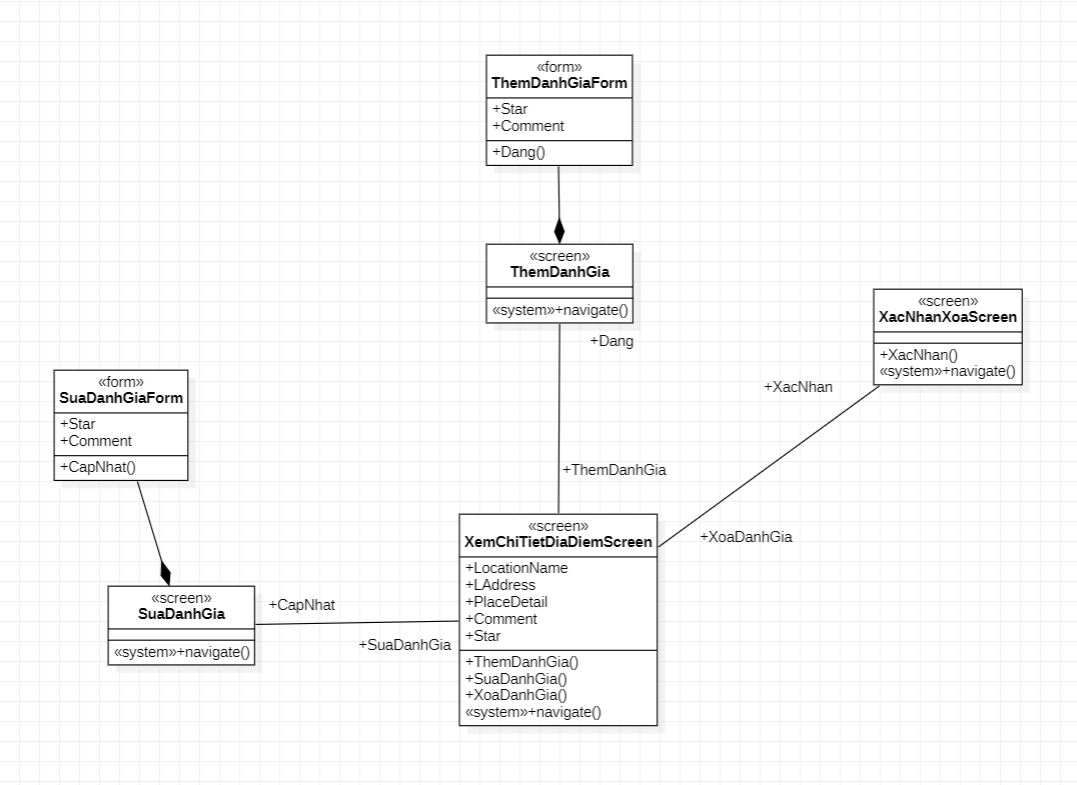 «form»
ThemDanhGiaForm
+Star
+Comment
+Dang()
«screen»
ThemDanhGia
«system»+navigate()
+Dang
«screen»
XacNhanXoaScreen
+XacNhan()
«system»+navigate()
+XacNhan
«form»
SuaDanhGiaForm
+Star
+Comment
+CapNhat()
+ThemDanhGia
+XoaDanhGia
«screen»
SuaDanhGia
«system»+navigate()
+CapNhat
+SuaDanhGia
«screen»
XemChiTietDiaDiemScreen
+LocationName
+LAddress
+PlaceDetail
+Comment
+Star
+ThemDanhGia()
+SuaDanhGia()
+XoaDanhGia()
«system»+navigate()